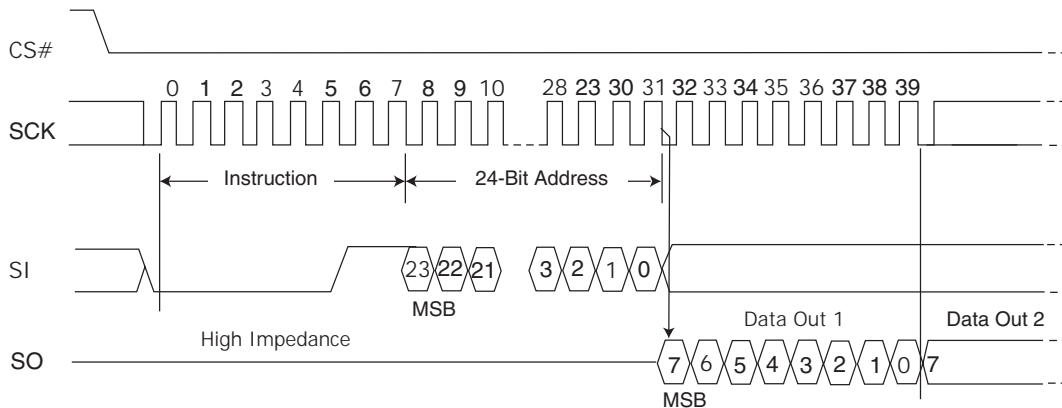 CS#
0 1 2 3 4 5 6 7 8 9 10 28 23 30 31 32 33 34 35 36 37 38 39
SCK
Instruction 24-Bit Address
SI 23 22 21 3 2 1 0
MSB
High Impedance Data Out 1 Data Out 2
SO 7 6 5 4 3 2 1 0 7
MSB